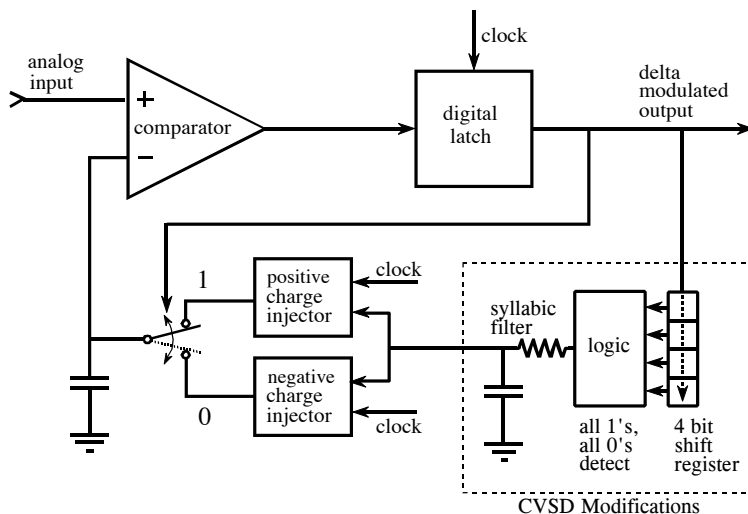 analog
input
+
comparator
−
clock
digital
latch
delta
modulated
output
1
positive
charge
injector
clock
negative
charge
injector
0
clock
syllabic
filter
logic
all 1's,
all 0's
detect
4 bit
shift
register
CVSD Modifications